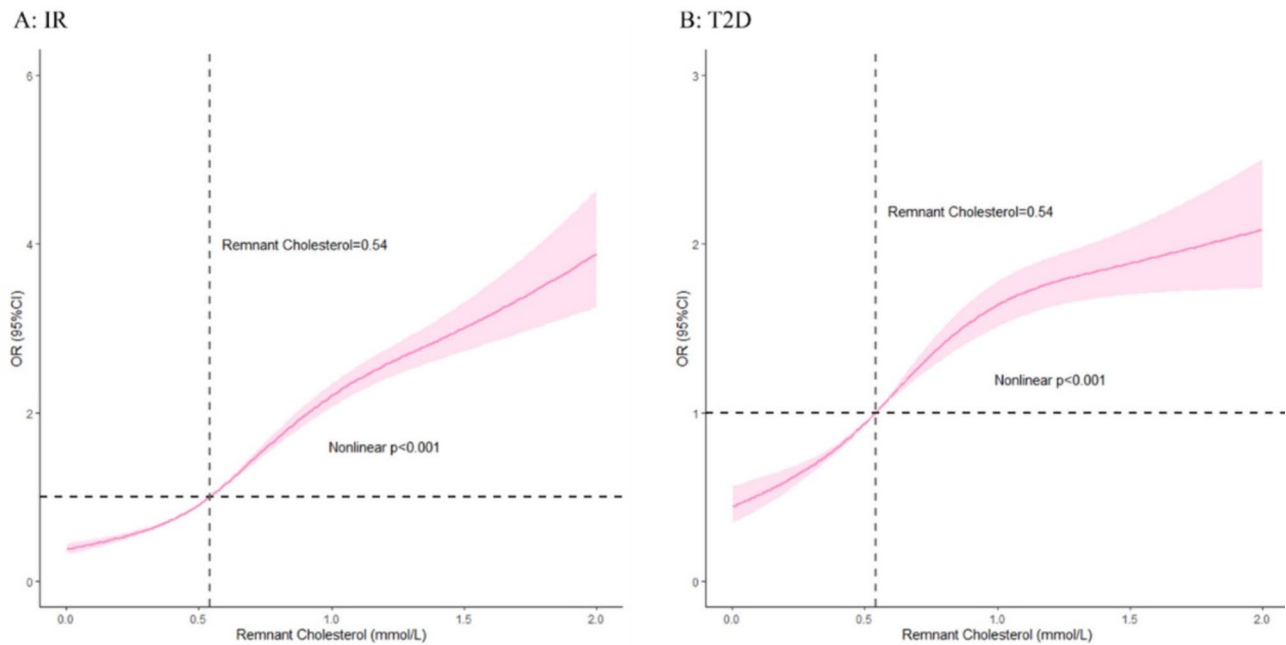 A: IR
6
4
2
0
OR (95%CI)
Remnant Cholesterol=0.54
Nonlinear p<0.001
0.0 0.5 1.0 1.5 2.0
Remnant Cholesterol (mmol/L)
B: T2D
3
2
1
0
OR (95%CI)
Remnant Cholesterol=0.54
Nonlinear p<0.001
0.0 0.5 1.0 1.5 2.0
Remnant Cholesterol (mmol/L)